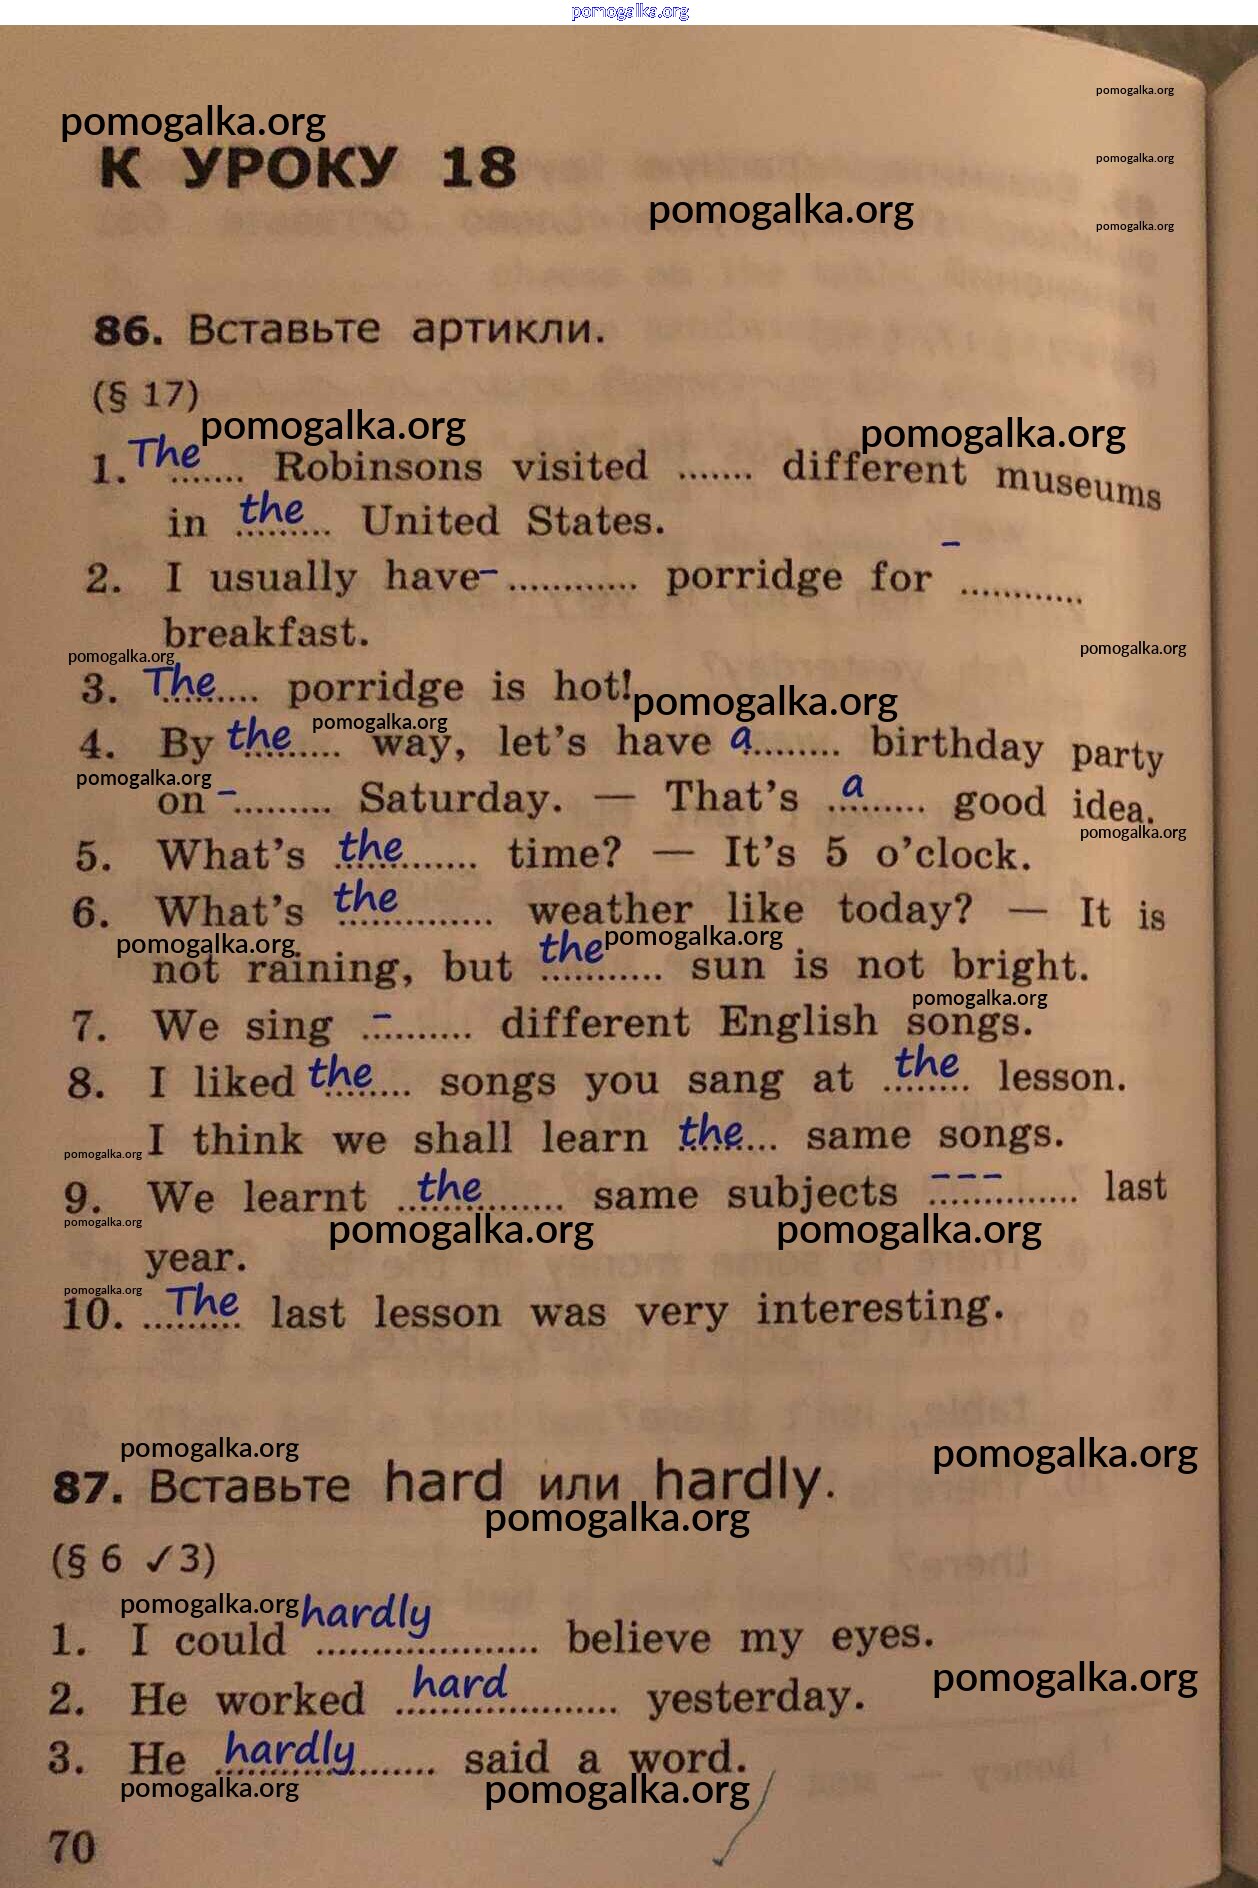 pomogalka.org
pomogalka.org
pomogalka.org
К УРОКУ 18
pomogalka.org
pomogalka.org
pomogalka.org
86. Вставьте артикли.
(§ 17)
pomogalka.org pomogalka.org
1. The ....... Robinsons visited ....... different museums
in the ......... United States.
2. I usually have – ............ porridge for – ............
breakfast.
pomogalka.org pomogalka.org
3. The ......... porridge is hot! pomogalka.org
pomogalka.org
4. By the ......... way, let's have a ......... birthday party
pomogalka.org
on – ......... Saturday. — That's a ......... good idea.
pomogalka.org
5. What's the ............ time? — It's 5 o'clock.
6. What's the .............. weather like today? — It is
pomogalka.org pomogalka.org
not raining, but the ........... sun is not bright.
pomogalka.org
7. We sing – .......... different English songs.
8. I liked the ........ songs you sang at the ........ lesson.
I think we shall learn the ......... same songs.
pomogalka.org
9. We learnt the ............... same subjects – – – ............. last
pomogalka.org pomogalka.org pomogalka.org
year.
pomogalka.org
10. The ......... last lesson was very interesting.
pomogalka.org pomogalka.org
87. Вставьте hard или hardly.
pomogalka.org
(§ 6 ✓3)
pomogalka.org
1. I could hardly .................... believe my eyes.
pomogalka.org
2. He worked hard .................... yesterday.
3. He hardly .................... said a word.
pomogalka.org pomogalka.org
70